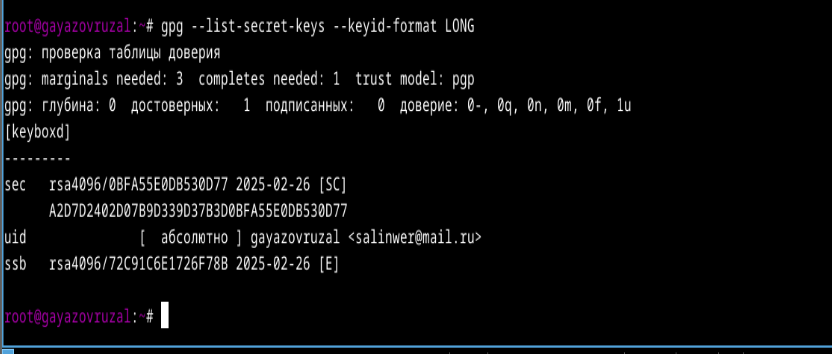 root@gayazovruzal:~# gpg --list-secret-keys --keyid-format LONG
gpg: проверка таблицы доверия
gpg: marginals needed: 3  completes needed: 1  trust model: pgp
gpg: глубина: 0  достоверных:   1  подписанных:   0  доверие: 0-, 0q, 0n, 0m, 0f, 1u
[keyboxd]
---------
sec   rsa4096/0BFA55E0DB530D77 2025-02-26 [SC]
      A2D7D2402D07B9D339D37B3D0BFA55E0DB530D77
uid               [  абсолютно ] gayazovruzal <salinwer@mail.ru>
ssb   rsa4096/72C91C6E1726F78B 2025-02-26 [E]
root@gayazovruzal:~#